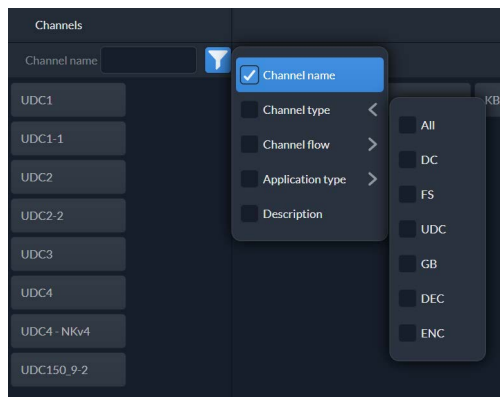 Channels
Channel name
UDC1
UDC1-1
UDC2
UDC2-2
UDC3
UDC4
UDC4 - NKv4
UDC150_9-2
Channel name
Channel type
Channel flow
Application type
Description
KB
All
DC
FS
UDC
GB
DEC
ENC